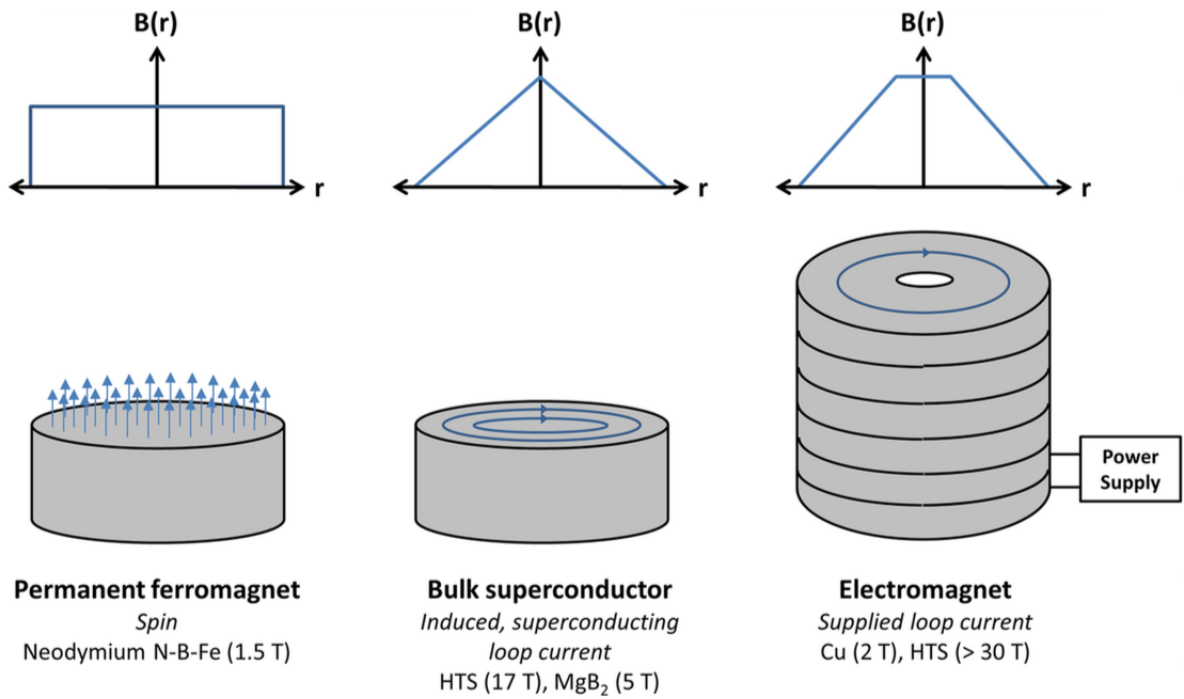 B(r)
r
B(r)
r
B(r)
r
Power
Supply
Permanent ferromagnet
Spin
Neodymium N-B-Fe (1.5 T)
Bulk superconductor
Induced, superconducting
loop current
HTS (17 T), MgB₂ (5 T)
Electromagnet
Supplied loop current
Cu (2 T), HTS (> 30 T)